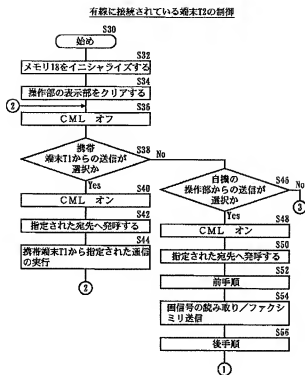 有線に接続されている端末T2の制御
S30
始め
S32
メモリ18をイニシャライズする
S34
操作部の表示部をクリアする
2
S36
CML オフ
S38
携帯
端末T1からの送信が
選択か
No
Yes
S40
CML オン
S42
指定された宛先へ発呼する
S44
携帯端末T1から指定された通信
の実行
2
S46
自機の
操作部からの送信が
選択か
No
3
Yes
S48
CML オン
S50
指定された宛先へ発呼する
S52
前手順
S54
画信号の読み取り/ファクシ
ミリ送信
S56
後手順
1